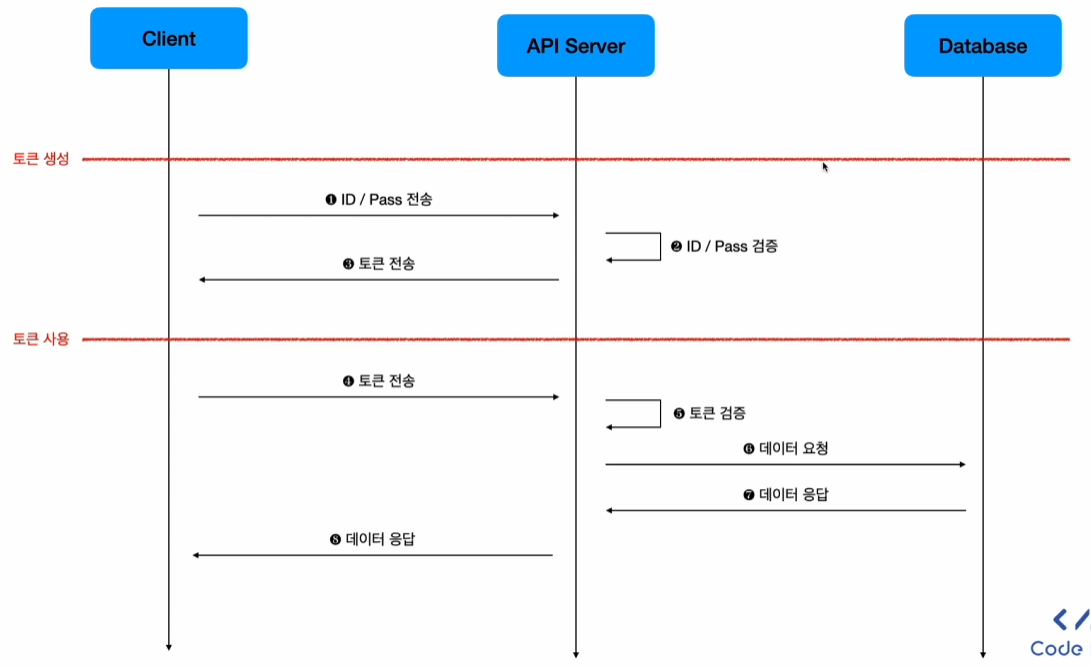 Client
API Server
Database
토큰 생성
❶ ID / Pass 전송
❷ ID / Pass 검증
❸ 토큰 전송
토큰 사용
❹ 토큰 전송
❺ 토큰 검증
❻ 데이터 요청
❼ 데이터 응답
❽ 데이터 응답
Code